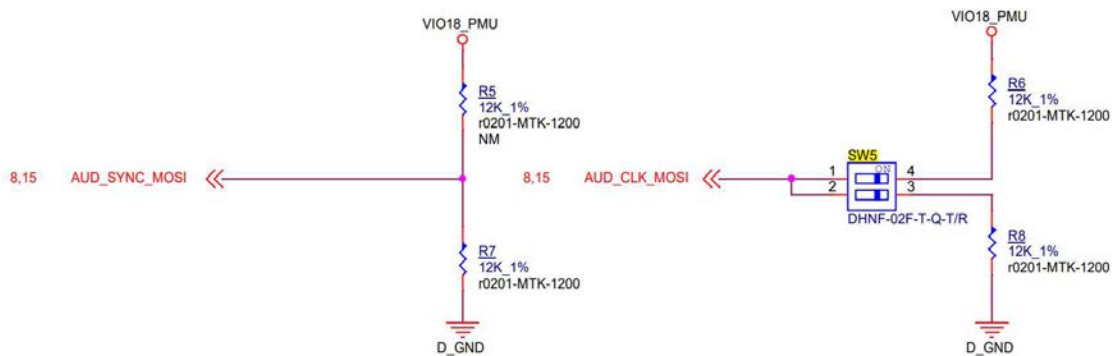 VIO18_PMU
R5
12K_1%
r0201-MTK-1200
NM
8,15 AUD_SYNC_MOSI
R7
12K_1%
r0201-MTK-1200
D_GND
VIO18_PMU
R6
12K_1%
r0201-MTK-1200
8,15 AUD_CLK_MOSI
SW5
ON
1 4
2 3
DHNF-02F-T-Q-T/R
R8
12K_1%
r0201-MTK-1200
D_GND